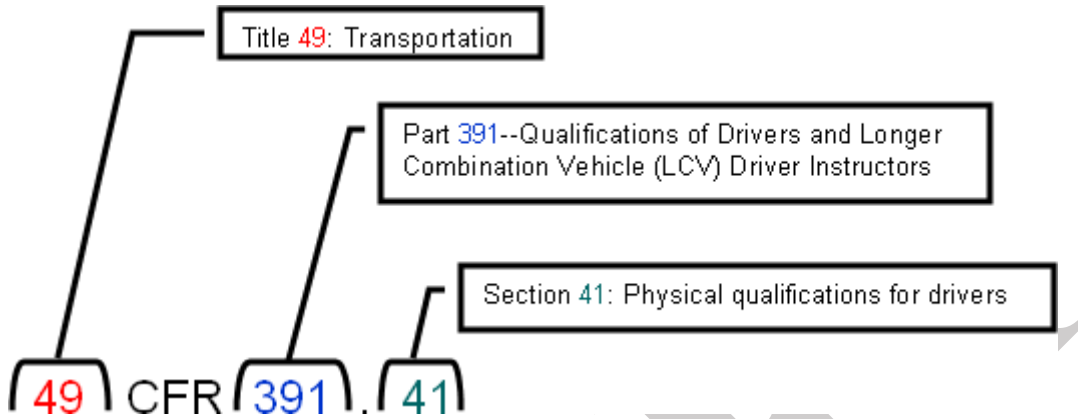 Title 49: Transportation
Part 391--Qualifications of Drivers and Longer
Combination Vehicle (LCV) Driver Instructors
Section 41: Physical qualifications for drivers
49 CFR 391.41